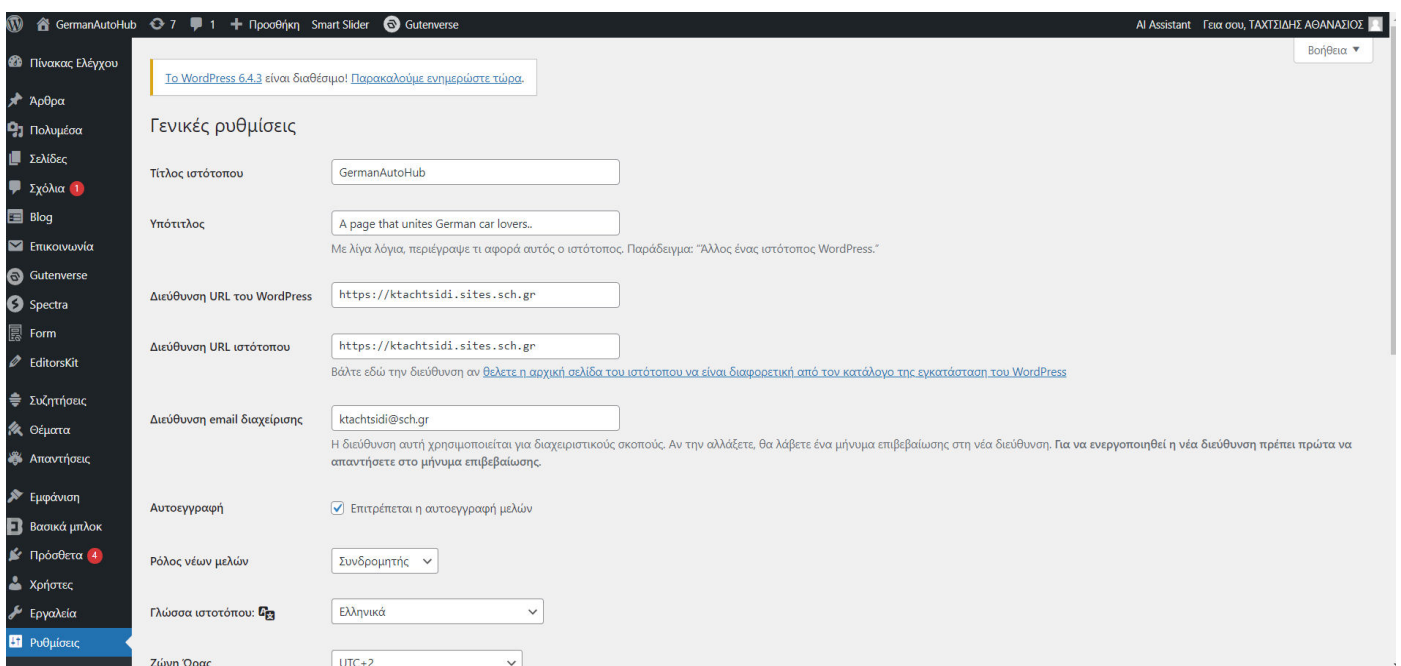 GermanAutoHub 7 1 Προσθήκη Smart Slider Gutenverse AI Assistant Γεια σου, ΤΑΧΤΣΙΔΗΣ ΑΘΑΝΑΣΙΟΣ
Βοήθεια
Πίνακας Ελέγχου
Άρθρα
Πολυμέσα
Σελίδες
Σχόλια 1
Blog
Επικοινωνία
Gutenverse
Spectra
Form
EditorsKit
Συζητήσεις
Θέματα
Απαντήσεις
Εμφάνιση
Βασικά μπλοκ
Πρόσθετα 4
Χρήστες
Εργαλεία
Ρυθμίσεις
Το WordPress 6.4.3 είναι διαθέσιμο! Παρακαλούμε ενημερώστε τώρα.
Γενικές ρυθμίσεις
Τίτλος ιστότοπου GermanAutoHub
Υπότιτλος A page that unites German car lovers..
Με λίγα λόγια, περιέγραψε τι αφορά αυτός ο ιστότοπος. Παράδειγμα: “Άλλος ένας ιστότοπος WordPress.”
Διεύθυνση URL του WordPress https://ktachtsidi.sites.sch.gr
Διεύθυνση URL ιστότοπου https://ktachtsidi.sites.sch.gr
Βάλτε εδώ την διεύθυνση αν θελετε η αρχική σελίδα του ιστότοπου να είναι διαφορετική από τον κατάλογο της εγκατάσταση του WordPress
Διεύθυνση email διαχείρισης ktachtsidi@sch.gr
Η διεύθυνση αυτή χρησιμοποιείται για διαχειριστικούς σκοπούς. Αν την αλλάξετε, θα λάβετε ένα μήνυμα επιβεβαίωσης στη νέα διεύθυνση. Για να ενεργοποιηθεί η νέα διεύθυνση πρέπει πρώτα να
απαντήσετε στο μήνυμα επιβεβαίωσης.
Αυτοεγγραφή Επιτρέπεται η αυτοεγγραφή μελών
Ρόλος νέων μελών Συνδρομητής
Γλώσσα ιστοτόπου: Ελληνικά
Ζώνη Ώρας UTC+2